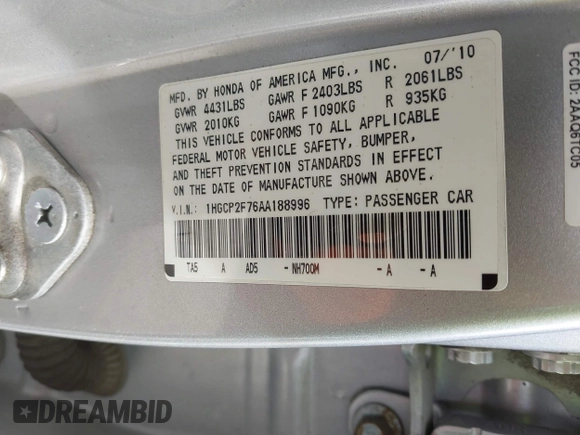 MFD. BY HONDA OF AMERICA MFG., INC. 07/'10
GVWR 4431LBS GAWR F 2403LBS R 2061LBS
GVWR 2010KG GAWR F 1090KG R 935KG
THIS VEHICLE CONFORMS TO ALL APPLICABLE
FEDERAL MOTOR VEHICLE SAFETY, BUMPER,
AND THEFT PREVENTION STANDARDS IN EFFECT
ON THE DATE OF MANUFACTURE SHOWN ABOVE.
V.I.N.: 1HGCP2F76AA188996 TYPE: PASSENGER CAR
TA5 A AD5 -NH700M -A -A
FCC ID: 2AAQ6TC05
DREAMBID